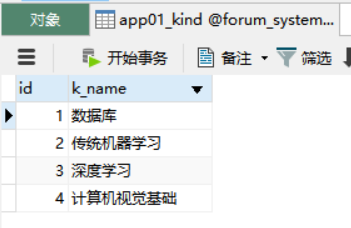 对象 app01_kind @forum_system...
开始事务 备注 筛选
id k_name
1 数据库
2 传统机器学习
3 深度学习
4 计算机视觉基础